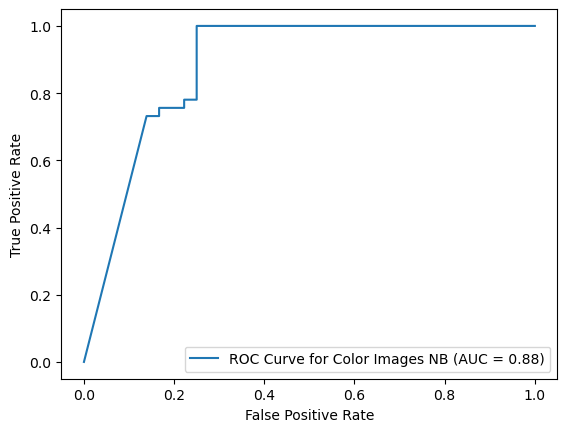 1.0
0.8
0.6
0.4
0.2
0.0
True Positive Rate
ROC Curve for Color Images NB (AUC = 0.88)
0.0 0.2 0.4 0.6 0.8 1.0
False Positive Rate